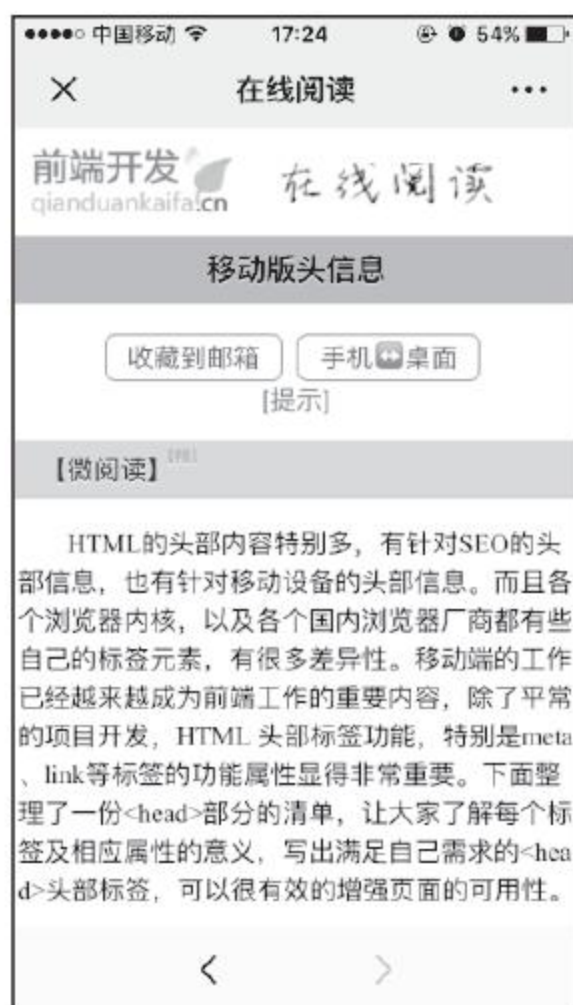 中国移动 17:24 54%
在线阅读
前端开发 在线阅读
qianduankaifa.cn
移动版头信息
收藏到邮箱 手机 桌面
[提示]
【微阅读】
HTML的头部内容特别多，有针对SEO的头
部信息，也有针对移动设备的头部信息。而且各
个浏览器内核，以及各个国内浏览器厂商都有些
自己的标签元素，有很多差异性。移动端的工作
已经越来越成为前端工作的重要内容，除了平常
的项目开发，HTML 头部标签功能，特别是meta
、link等标签的功能属性显得非常重要。下面整
理了一份<head>部分的清单，让大家了解每个标
签及相应属性的意义，写出满足自己需求的<hea
d>头部标签，可以很有效的增强页面的可用性。